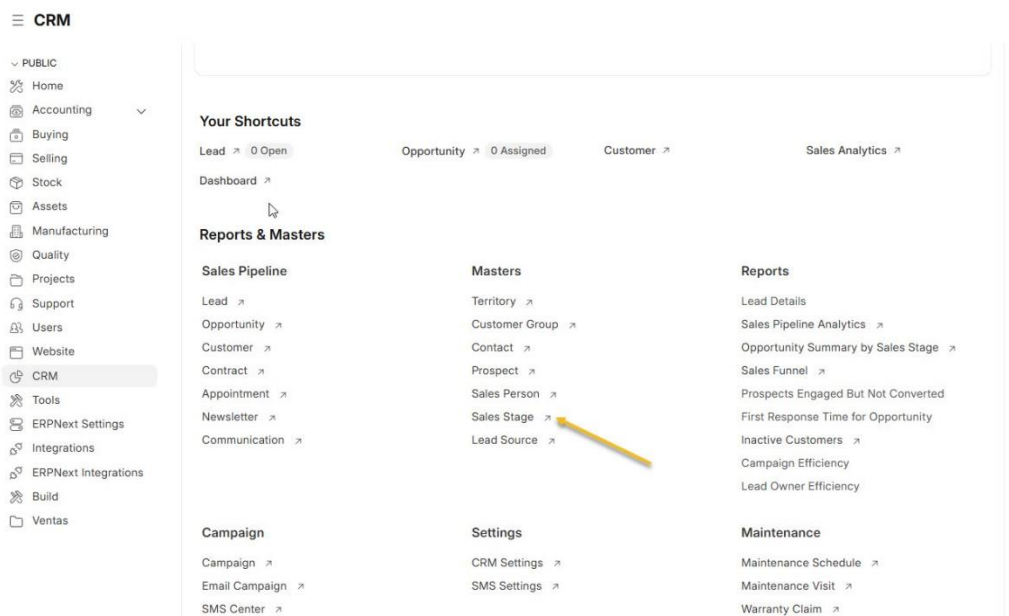 CRM
PUBLIC
Home
Accounting
Buying
Selling
Stock
Assets
Manufacturing
Quality
Projects
Support
Users
Website
CRM
Tools
ERPNext Settings
Integrations
ERPNext Integrations
Build
Ventas
Your Shortcuts
Lead 0 Open
Opportunity 0 Assigned
Customer
Sales Analytics
Dashboard
Reports & Masters
Sales Pipeline
Lead
Opportunity
Customer
Contract
Appointment
Newsletter
Communication
Masters
Territory
Customer Group
Contact
Prospect
Sales Person
Sales Stage
Lead Source
Reports
Lead Details
Sales Pipeline Analytics
Opportunity Summary by Sales Stage
Sales Funnel
Prospects Engaged But Not Converted
First Response Time for Opportunity
Inactive Customers
Campaign Efficiency
Lead Owner Efficiency
Campaign
Campaign
Email Campaign
SMS Center
Settings
CRM Settings
SMS Settings
Maintenance
Maintenance Schedule
Maintenance Visit
Warranty Claim